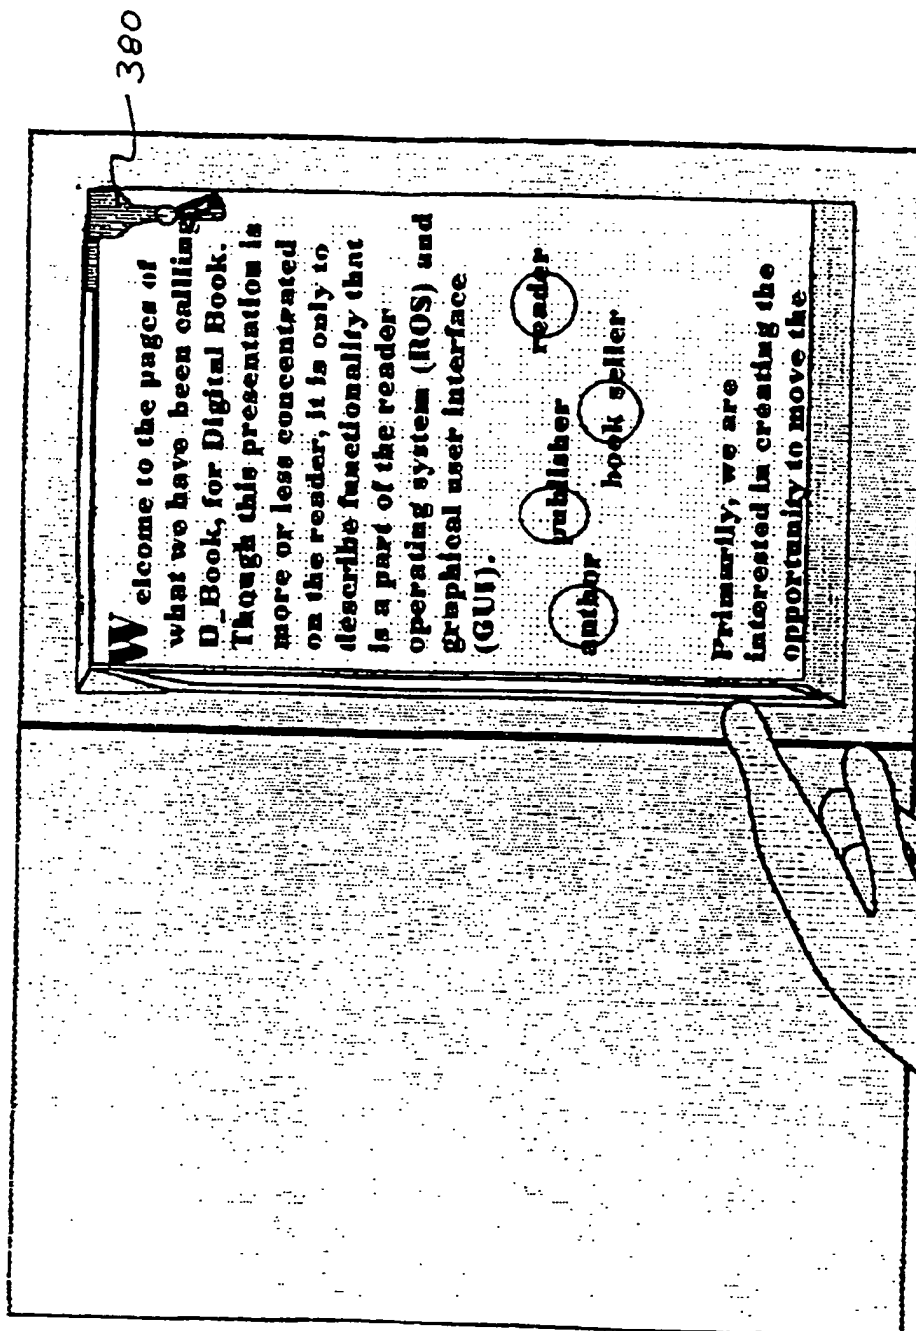 380
Welcome to the pages of
what we have been callling
D_Book, for Digital Book.
Though this presentation is
more or less concentrated
on the reader, it is only to
describe functionality that
is a part of the reader
operading system (ROS) and
graphical user interface
(GUI).
author publisher book seller reader
Primarily, we are
interested in creating the
opportunity to move the